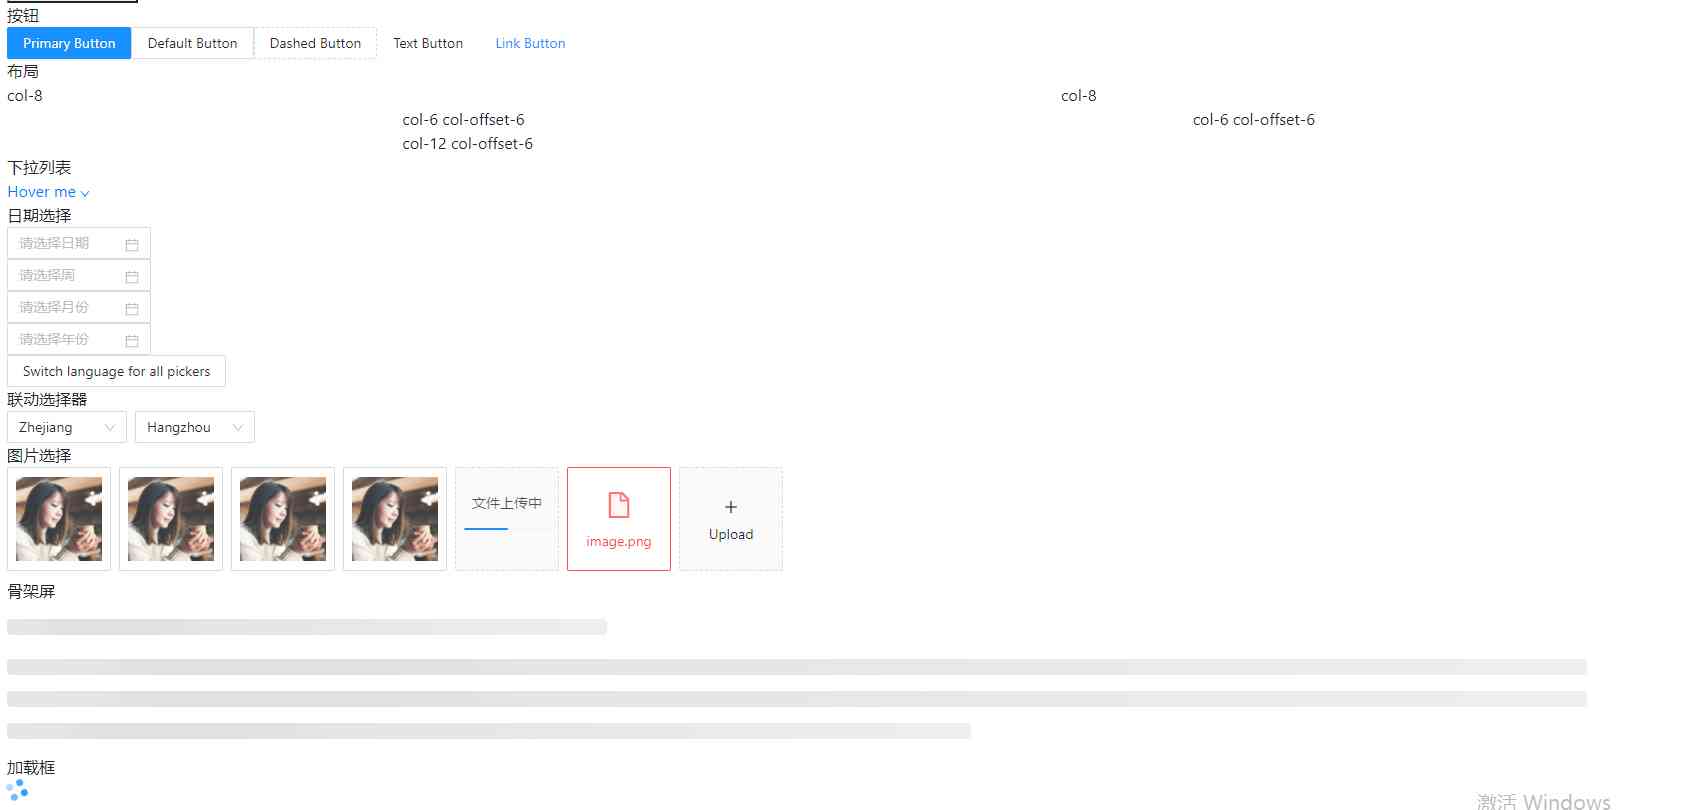 按钮
Primary Button Default Button Dashed Button Text Button Link Button
布局
col-8 col-8
col-6 col-offset-6 col-6 col-offset-6
col-12 col-offset-6
下拉列表
Hover me
日期选择
请选择日期
请选择周
请选择月份
请选择年份
Switch language for all pickers
联动选择器
Zhejiang Hangzhou
图片选择
文件上传中
image.png
Upload
骨架屏
加载框
激活 Windows